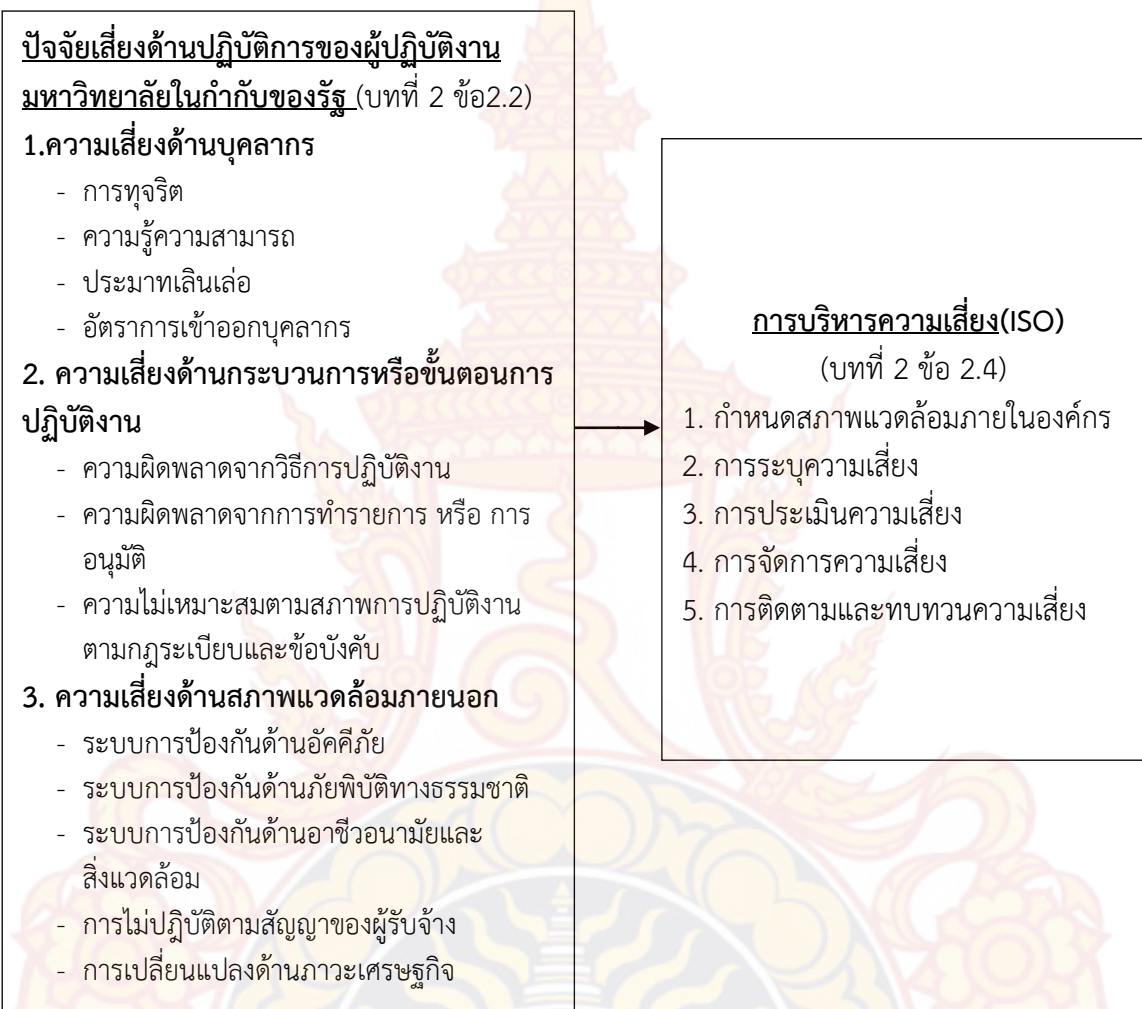 ปัจจัยเสี่ยงด้านปฏิบัติการของผู้ปฏิบัติงาน
มหาวิทยาลัยในกำกับของรัฐ (บทที่ 2 ข้อ2.2)
1.ความเสี่ยงด้านบุคลากร
- การทุจริต
- ความรู้ความสามารถ
- ประมาทเลินเล่อ
- อัตราการเข้าออกบุคลากร
2. ความเสี่ยงด้านกระบวนการหรือขั้นตอนการ
ปฏิบัติงาน
- ความผิดพลาดจากวิธีการปฏิบัติงาน
- ความผิดพลาดจากการทำรายการ หรือ การ
อนุมัติ
- ความไม่เหมาะสมตามสภาพการปฏิบัติงาน
ตามกฎระเบียบและข้อบังคับ
3. ความเสี่ยงด้านสภาพแวดล้อมภายนอก
- ระบบการป้องกันด้านอัคคีภัย
- ระบบการป้องกันด้านภัยพิบัติทางธรรมชาติ
- ระบบการป้องกันด้านอาชีวอนามัยและ
สิ่งแวดล้อม
- การไม่ปฎิบัติตามสัญญาของผู้รับจ้าง
- การเปลี่ยนแปลงด้านภาวะเศรษฐกิจ
การบริหารความเสี่ยง(ISO)
(บทที่ 2 ข้อ 2.4)
1. กำหนดสภาพแวดล้อมภายในองค์กร
2. การระบุความเสี่ยง
3. การประเมินความเสี่ยง
4. การจัดการความเสี่ยง
5. การติดตามและทบทวนความเสี่ยง